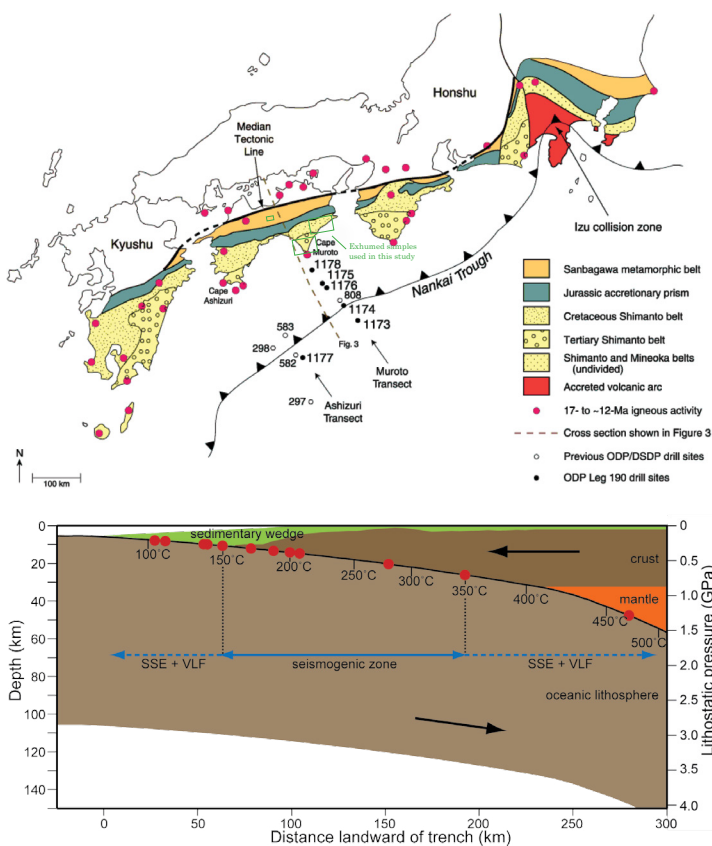 Honshu
Median
Tectonic
Line
Izu collision
zone
Kyushu
Cape
Muroto
Exhumed samples
used in this study
Cape
Ashizuri
1178
1175
1176
808
1174
1173
Nankai Trough
583
298
582
1177
297
Fig. 3
Muroto
Transect
Ashizuri
Transect
N
100 km
Sanbagawa metamorphic belt
Jurassic accretionary prism
Cretaceous Shimanto belt
Tertiary Shimanto belt
Shimanto and Mineoka belts
(undivided)
Accreted volcanic arc
17- to ~12-Ma igneous activity
Cross section shown in Figure 3
Previous ODP/DSDP drill sites
ODP Leg 190 drill sites
sedimentary wedge
crust
mantle
oceanic lithosphere
100˚C
150˚C
200˚C
250˚C
300˚C
350˚C
400˚C
450˚C
500˚C
SSE + VLF
seismogenic zone
SSE + VLF
Depth (km)
0
10
20
30
40
60
80
100
120
140
Lithostatic pressure (GPa)
0
0.5
1.0
1.5
2.0
2.5
3.0
3.5
4.0
0
50
100
150
200
250
300
Distance landward of trench (km)